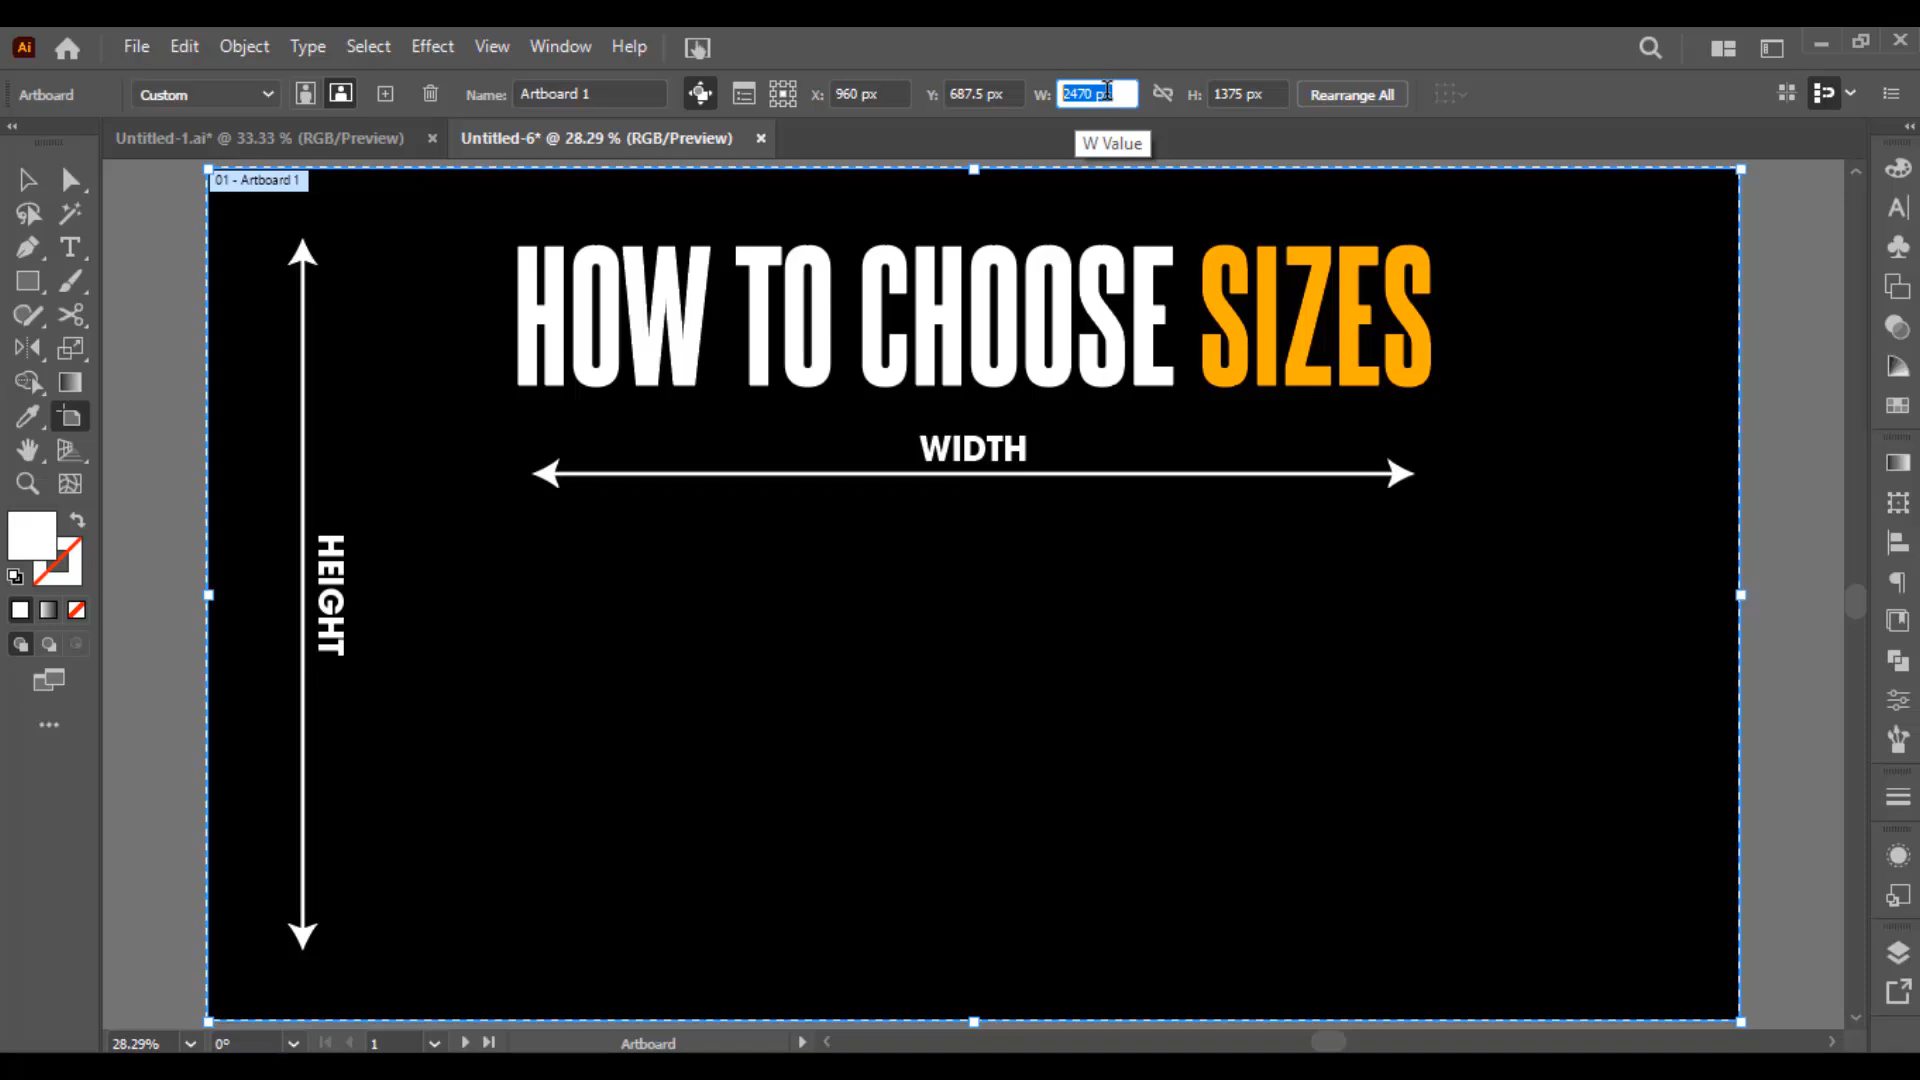 Ai File Edit Object Type Select Effect View Window Help
Artboard Custom Name: Artboard 1 X: 960 px Y: 687.5 px W: 2470 px H: 1375 px Rearrange All
Untitled-1.ai* @ 33.33 % (RGB/Preview) × Untitled-6* @ 28.29 % (RGB/Preview) ×
W Value
01 - Artboard 1
HOW TO CHOOSE SIZES
WIDTH
HEIGHT
28.29% 0° 1 Artboard